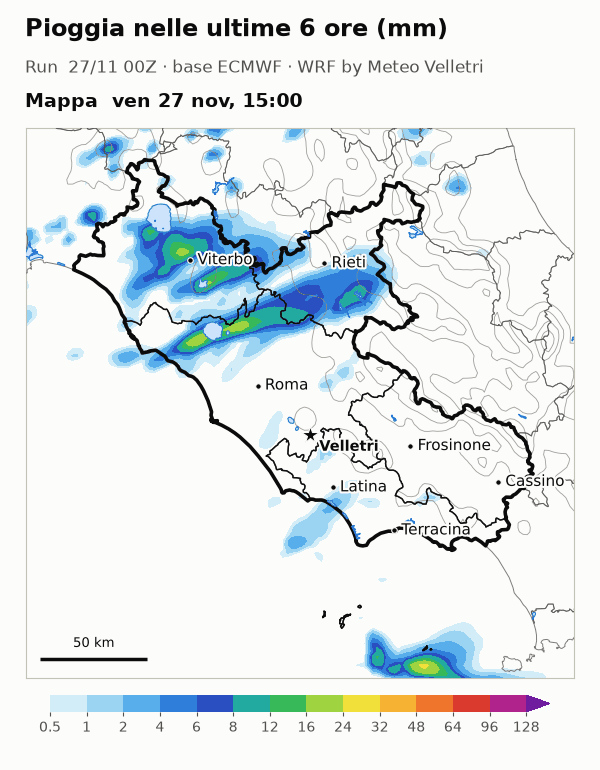 Pioggia nelle ultime 6 ore (mm)
Run  27/11 00Z · base ECMWF · WRF by Meteo Velletri
Mappa  ven 27 nov, 15:00
Viterbo
Rieti
Roma
Velletri
Frosinone
Latina
Cassino
Terracina
50 km
0.5 1 2 4 6 8 12 16 24 32 48 64 96 128